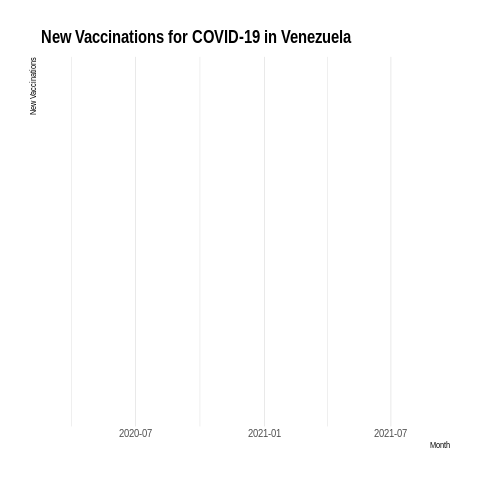 New Vaccinations for COVID-19 in Venezuela
New Vaccinations
2020-07
2021-01
2021-07
Month